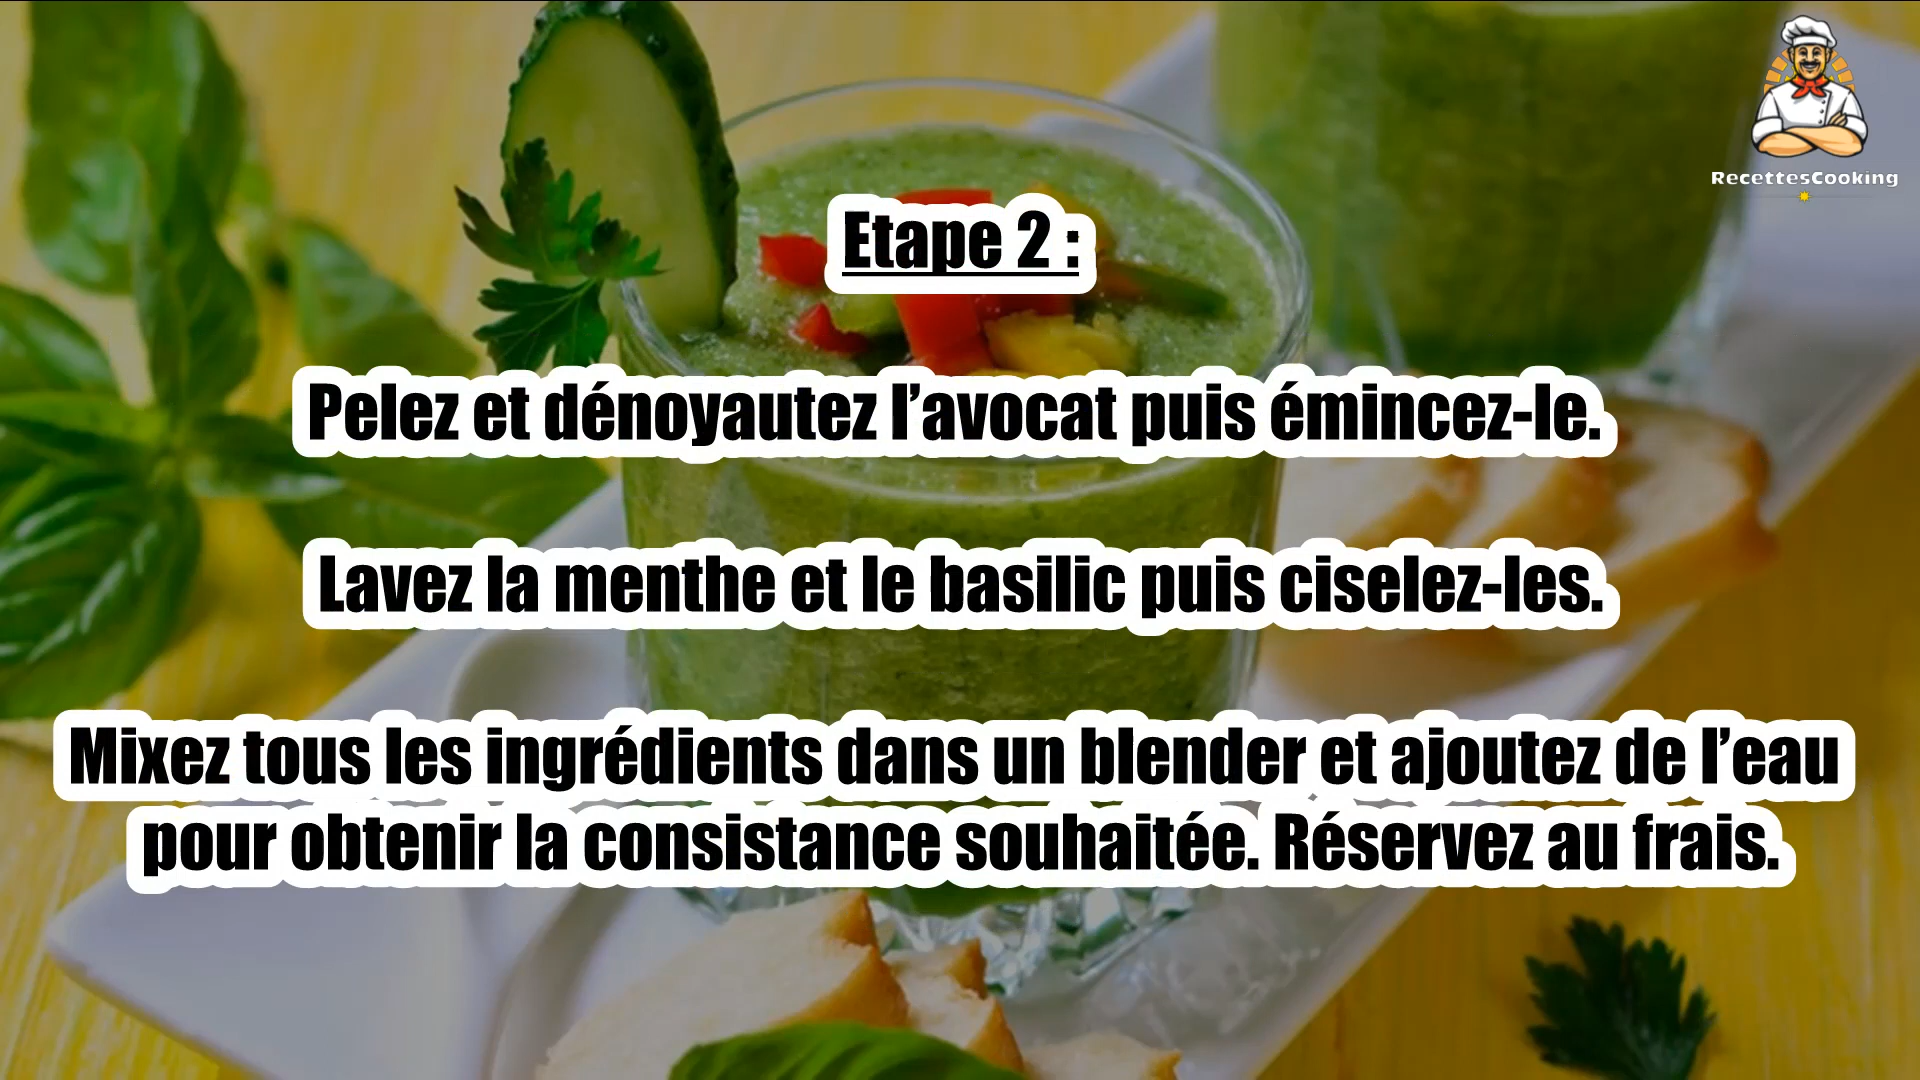 RecettesCooking
Etape 2 :
Pelez et dénoyautez l’avocat puis émincez-le.
Lavez la menthe et le basilic puis ciselez-les.
Mixez tous les ingrédients dans un blender et ajoutez de l’eau
pour obtenir la consistance souhaitée. Réservez au frais.